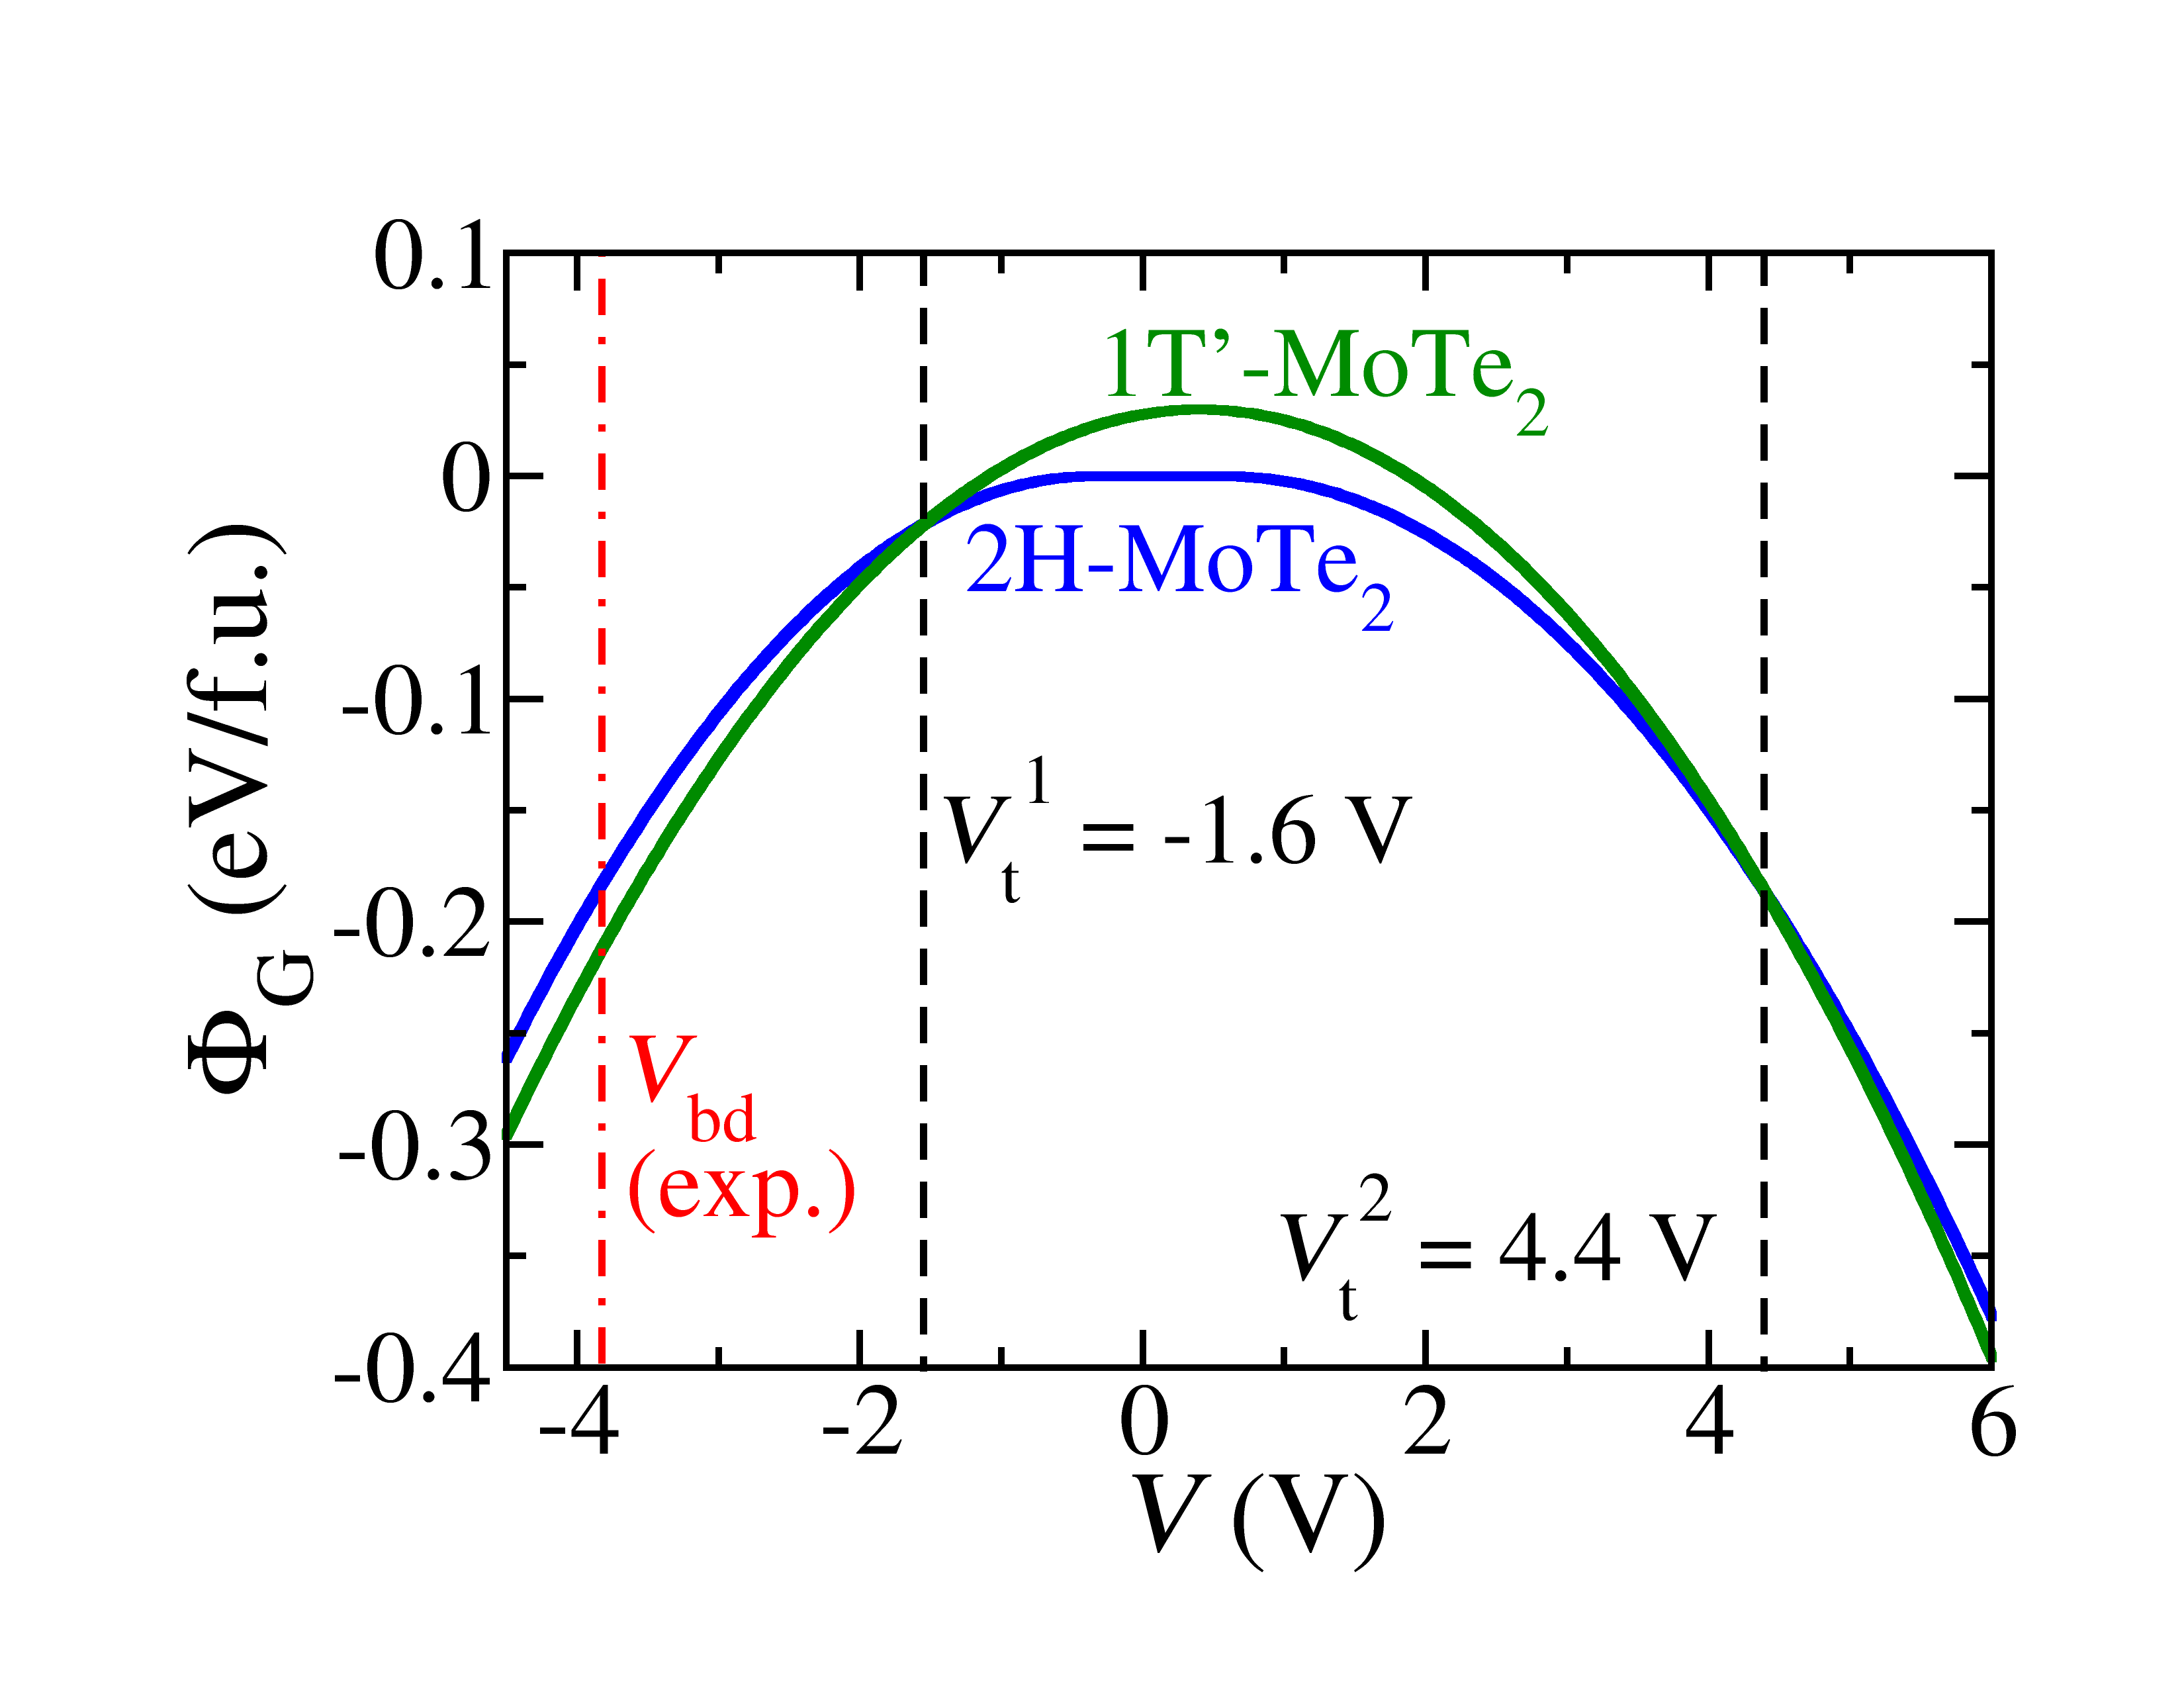 0.1
0
-0.1
-0.2
-0.3
-0.4
Φ_G (eV/f.u.)
1T’-MoTe₂
2H-MoTe₂
V_t^1 = -1.6 V
V_bd
(exp.)
V_t^2 = 4.4 V
-4 -2 0 2 4 6
V (V)